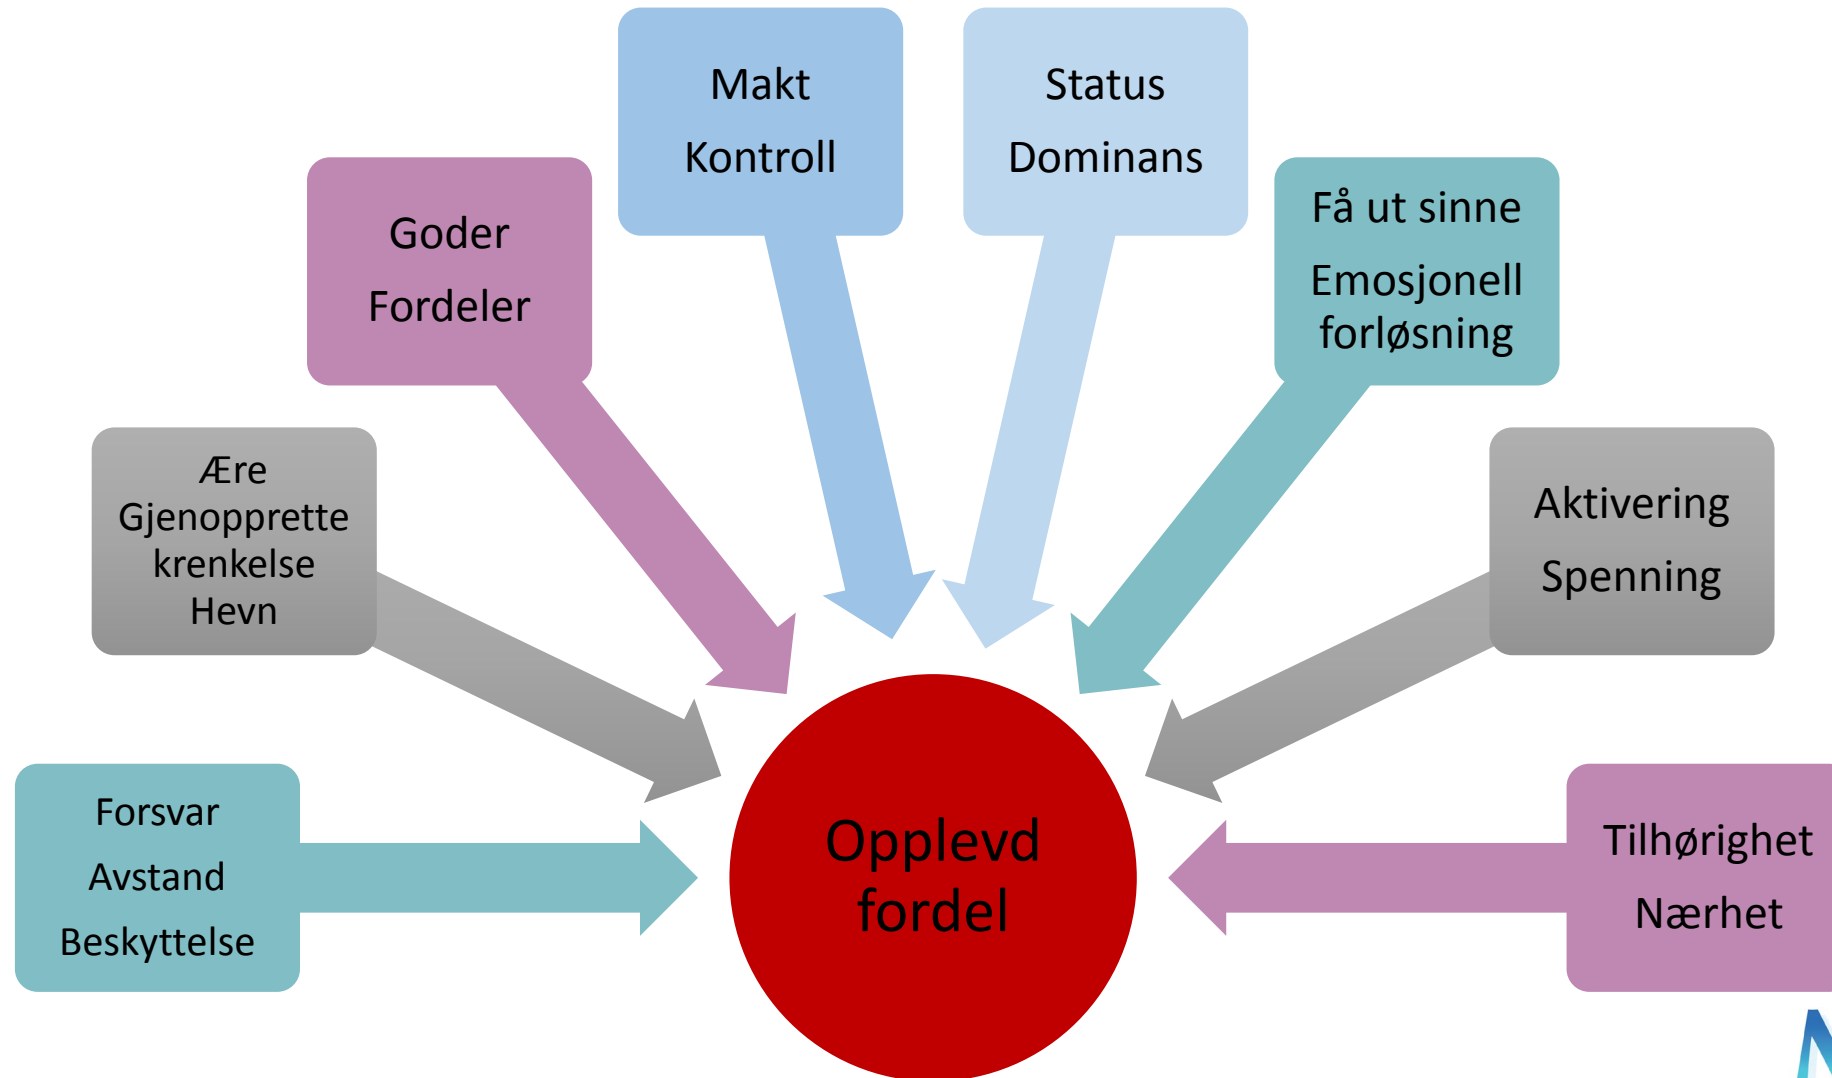 Makt
Kontroll
Status
Dominans
Goder
Fordeler
Få ut sinne
Emosjonell
forløsning
Ære
Gjenopprette
krenkelse
Hevn
Aktivering
Spenning
Forsvar
Avstand
Beskyttelse
Opplevd
fordel
Tilhørighet
Nærhet